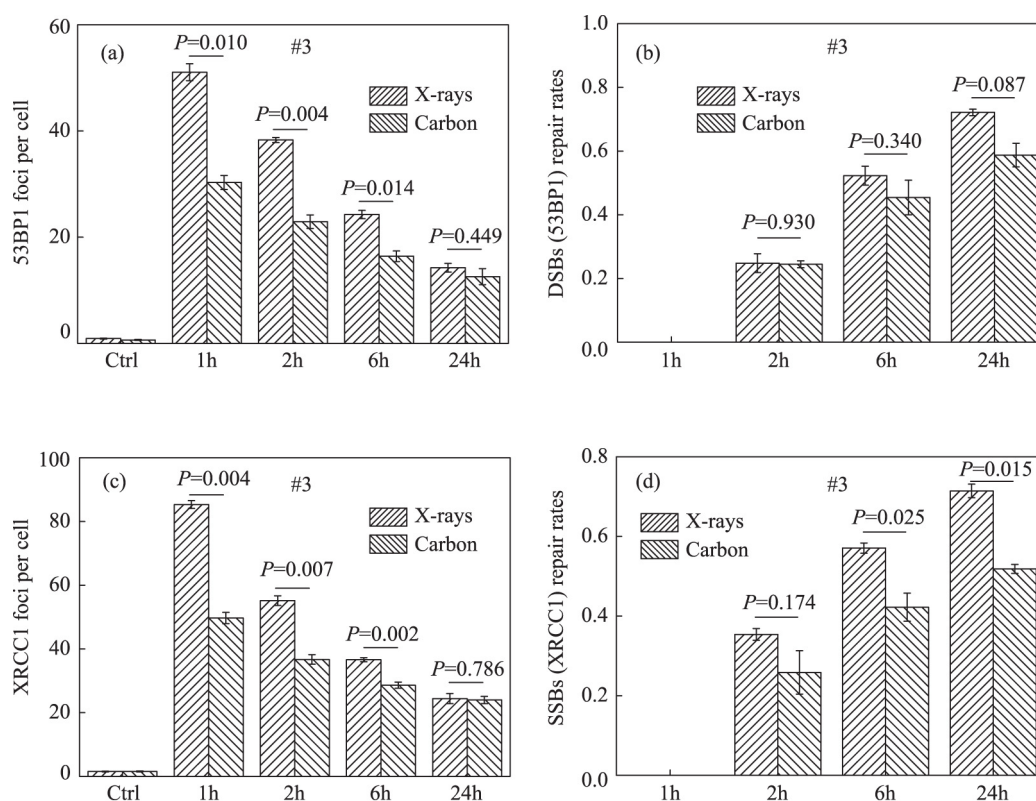 (a)
#3
P=0.010
P=0.004
P=0.014
P=0.449
X-rays
Carbon
53BP1 foci per cell
60
40
20
0
Ctrl
1h
2h
6h
24h
(b)
#3
P=0.930
P=0.340
P=0.087
X-rays
Carbon
DSBs (53BP1) repair rates
1.0
0.8
0.6
0.4
0.2
0.0
1h
2h
6h
24h
(c)
#3
P=0.004
P=0.007
P=0.002
P=0.786
X-rays
Carbon
XRCC1 foci per cell
100
80
60
40
20
0
Ctrl
1h
2h
6h
24h
(d)
#3
P=0.174
P=0.025
P=0.015
X-rays
Carbon
SSBs (XRCC1) repair rates
0.8
0.6
0.4
0.2
0.0
1h
2h
6h
24h